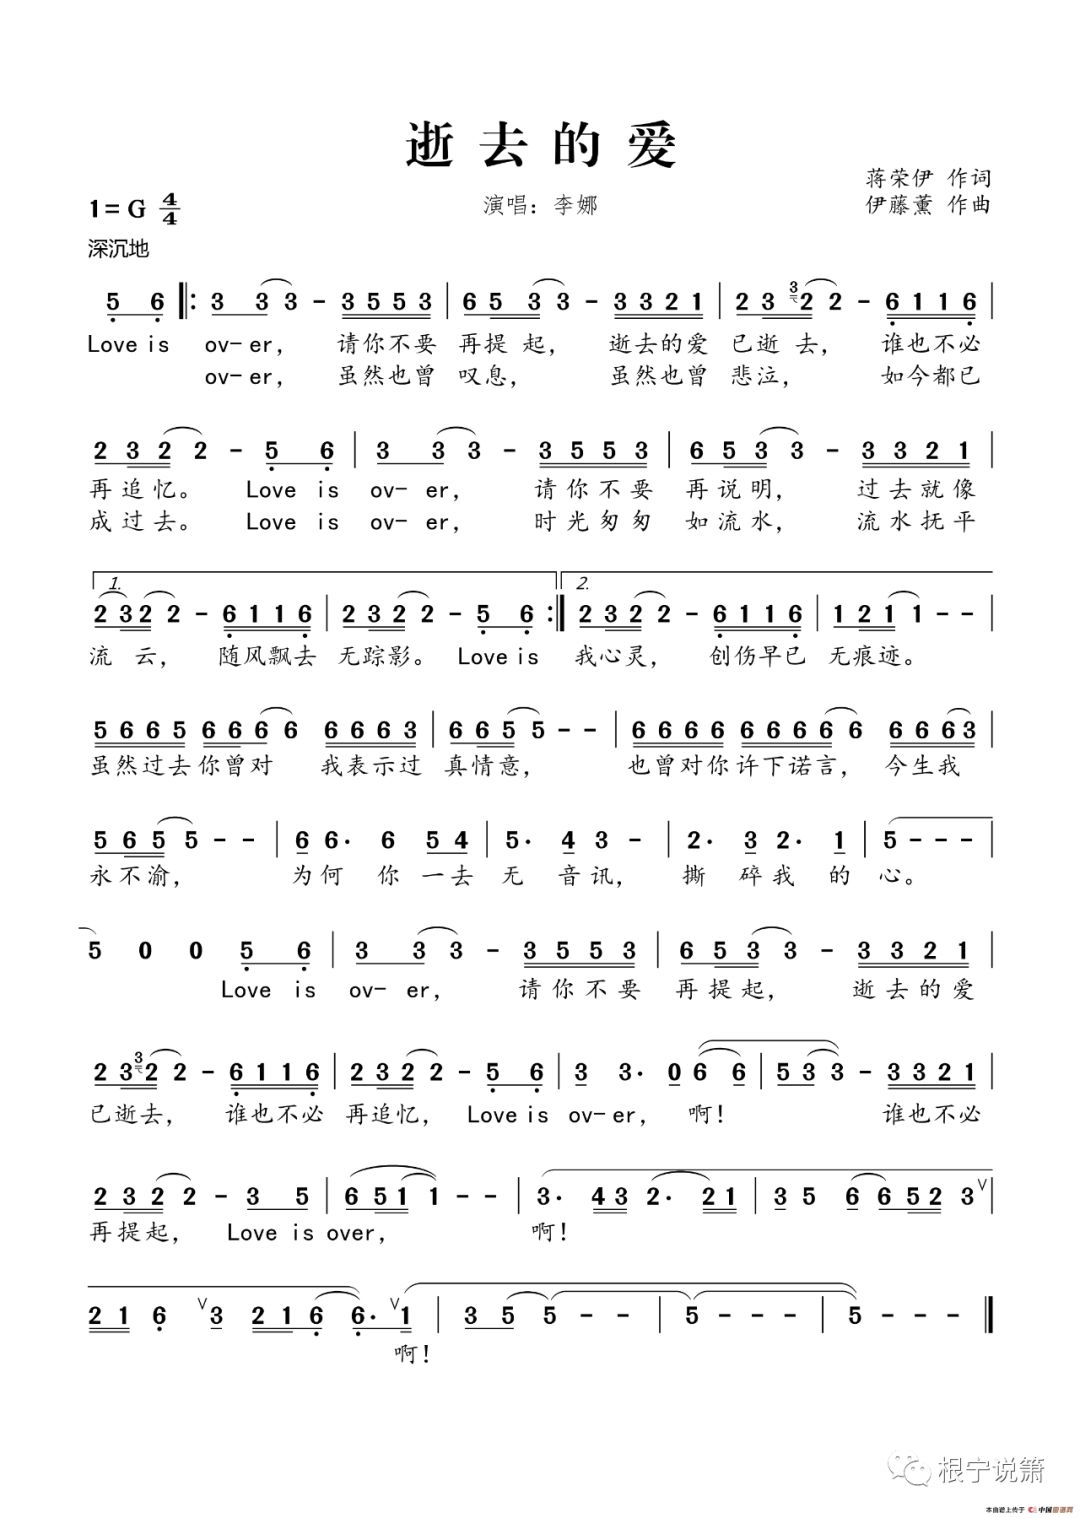 逝去的爱
蒋荣伊 作词
1=G 4/4 演唱：李娜 伊藤薰 作曲
深沉地
5 6 ‖: 3 3 3 - 3 5 5 3 | 6 5 3 3 - 3 3 2 1 | 2 3 3 2 2 - 6 1 1 6 |
Love is ov- er， 请你不要 再提 起， 逝去的爱 已逝 去， 谁也不必
ov- er， 虽然也曾 叹息， 虽然也曾 悲泣， 如今都已
2 3 2 2 - 5 6 | 3 3 3 - 3 5 5 3 | 6 5 3 3 - 3 3 2 1 |
再追忆。 Love is ov- er， 请你不要 再说明， 过去就像
成过去。 Love is ov- er， 时光匆匆 如流水， 流水抚平
1. 2.
2 3 2 2 - 6 1 1 6 | 2 3 2 2 - 5 6 :‖ 2 3 2 2 - 6 1 1 6 | 1 2 1 1 - - |
流 云， 随风飘去 无踪影。 Love is 我心灵， 创伤早已 无痕迹。
5 6 6 5 6 6 6 6 6 6 6 3 | 6 6 5 5 - - | 6 6 6 6 6 6 6 6 6 6 6 6 3 |
虽然过去你曾对 我表示过 真情意， 也曾对你许下诺言， 今生我
5 6 5 5 - - | 6 6· 6 5 4 | 5· 4 3 - | 2· 3 2· 1 | 5 - - - |
永不渝， 为何 你 一去 无 音讯， 撕 碎我 的 心。
5 0 0 5 6 | 3 3 3 - 3 5 5 3 | 6 5 3 3 - 3 3 2 1 |
Love is ov- er， 请你不要 再提起， 逝去的爱
2 3 3 2 2 - 6 1 1 6 | 2 3 2 2 - 5 6 | 3 3· 0 6 6 | 5 3 3 - 3 3 2 1 |
已逝去， 谁也不必 再追忆， Love is ov- er， 啊！ 谁也不必
2 3 2 2 - 3 5 | 6 5 1 1 - - | 3· 4 3 2· 2 1 | 3 5 6 6 5 2 3 ∨
再提起， Love is over， 啊！
2 1 6 ∨ 3 2 1 6 6· ∨ 1 | 3 5 5 - - | 5 - - - | 5 - - - ‖
啊！
根宁说箫
本曲谱上传于 中国曲谱网